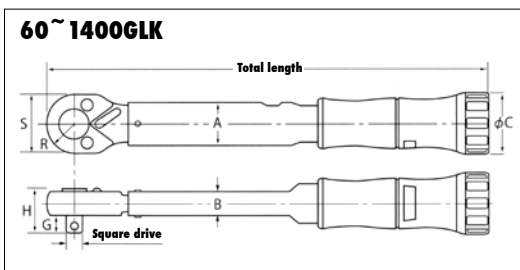 60~1400GLK
Total length
S
R
A
φC
H
G
B
Square drive